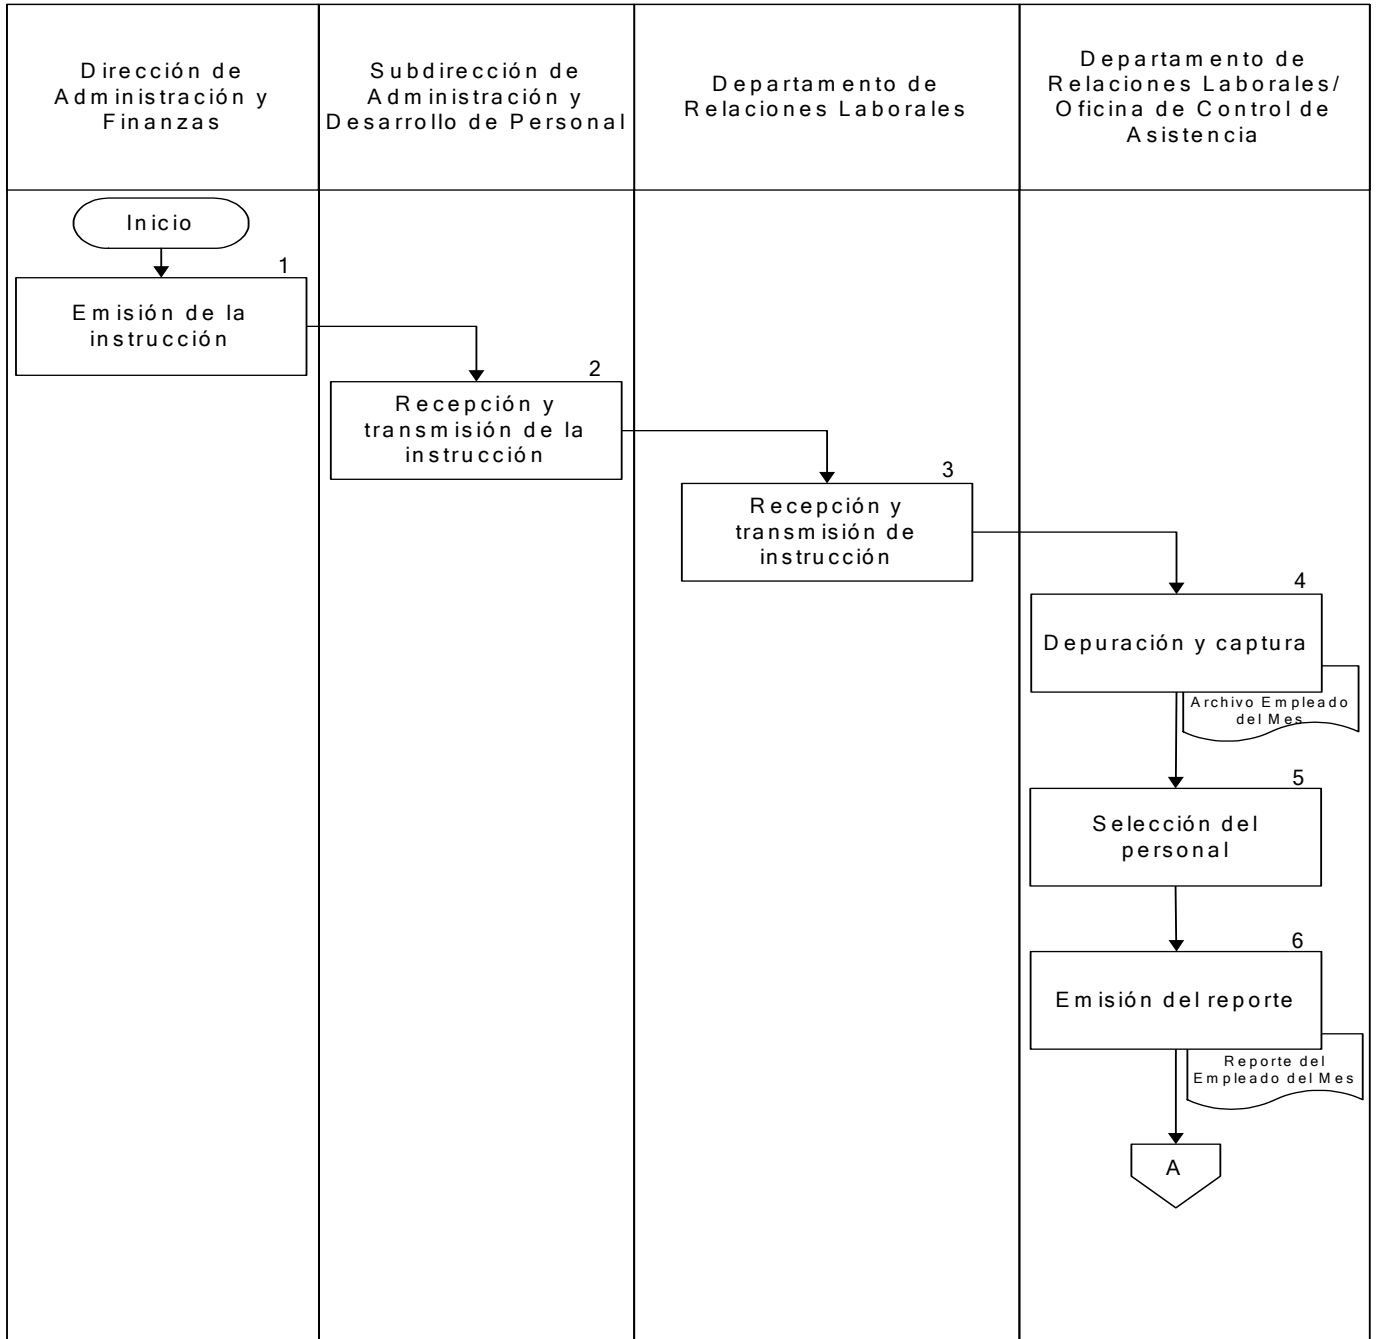 Dirección de
Administración y
Finanzas
Subdirección de
Administración y
Desarrollo de Personal
Departamento de
Relaciones Laborales
Departamento de
Relaciones Laborales/
Oficina de Control de
Asistencia
Inicio
1
Emisión de la
instrucción
2
Recepción y
transmisión de la
instrucción
3
Recepción y
transmisión de
instrucción
4
Depuración y captura
Archivo Empleado
del Mes
5
Selección del
personal
6
Emisión del reporte
Reporte del
Empleado del Mes
A